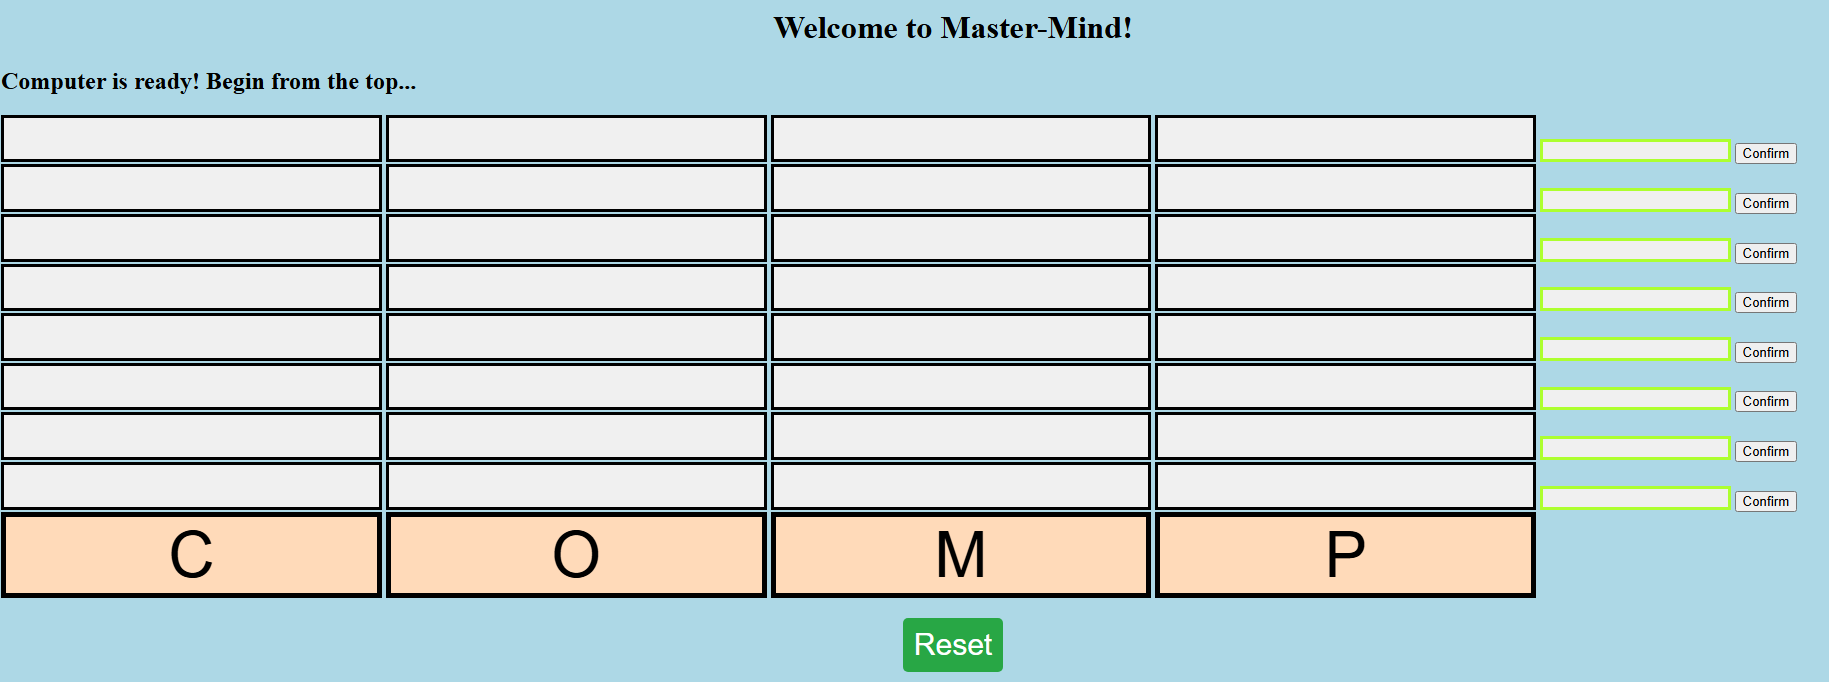 Welcome to Master-Mind!
Computer is ready! Begin from the top...
Confirm
Confirm
Confirm
Confirm
Confirm
Confirm
Confirm
Confirm
C O M P
Reset